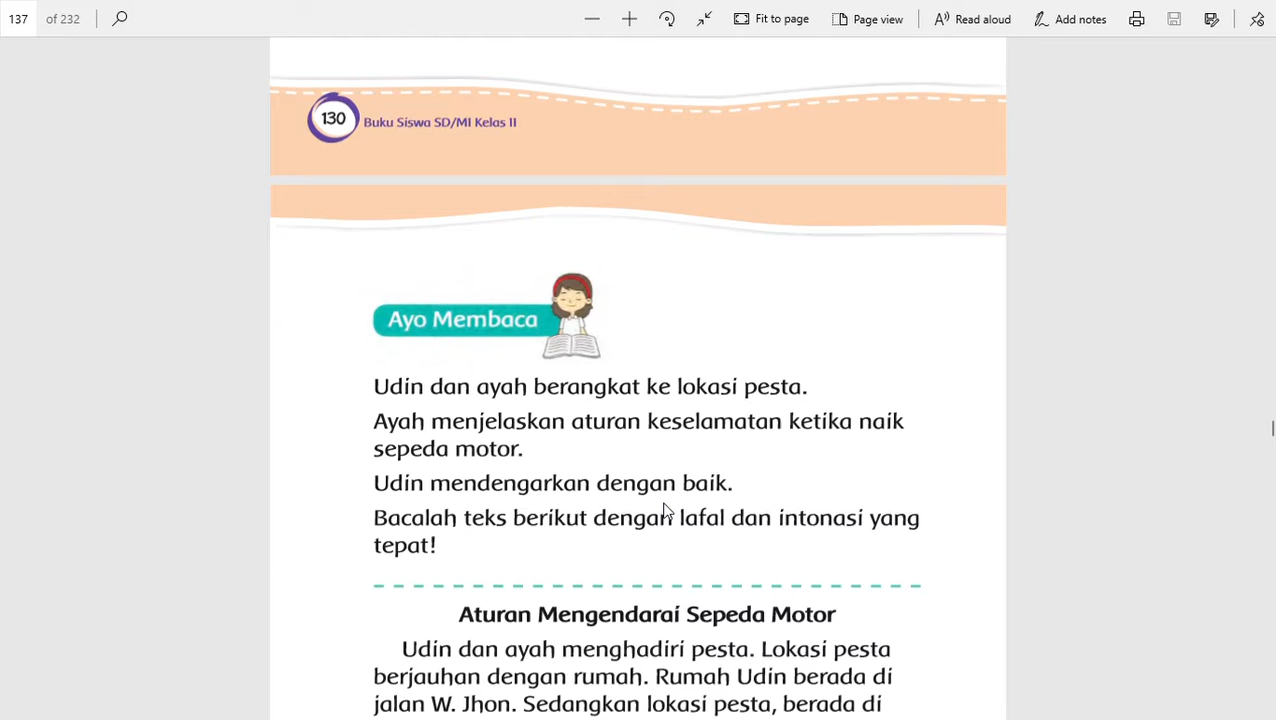 137 of 232 Fit to page Page view Read aloud Add notes
130 Buku Siswa SD/MI Kelas II
Ayo Membaca
Udin dan ayah berangkat ke lokasi pesta.
Ayah menjelaskan aturan keselamatan ketika naik
sepeda motor.
Udin mendengarkan dengan baik.
Bacalah teks berikut dengan lafal dan intonasi yang
tepat!
Aturan Mengendarai Sepeda Motor
Udin dan ayah menghadiri pesta. Lokasi pesta
berjauhan dengan rumah. Rumah Udin berada di
jalan W. Jhon. Sedangkan lokasi pesta, berada di